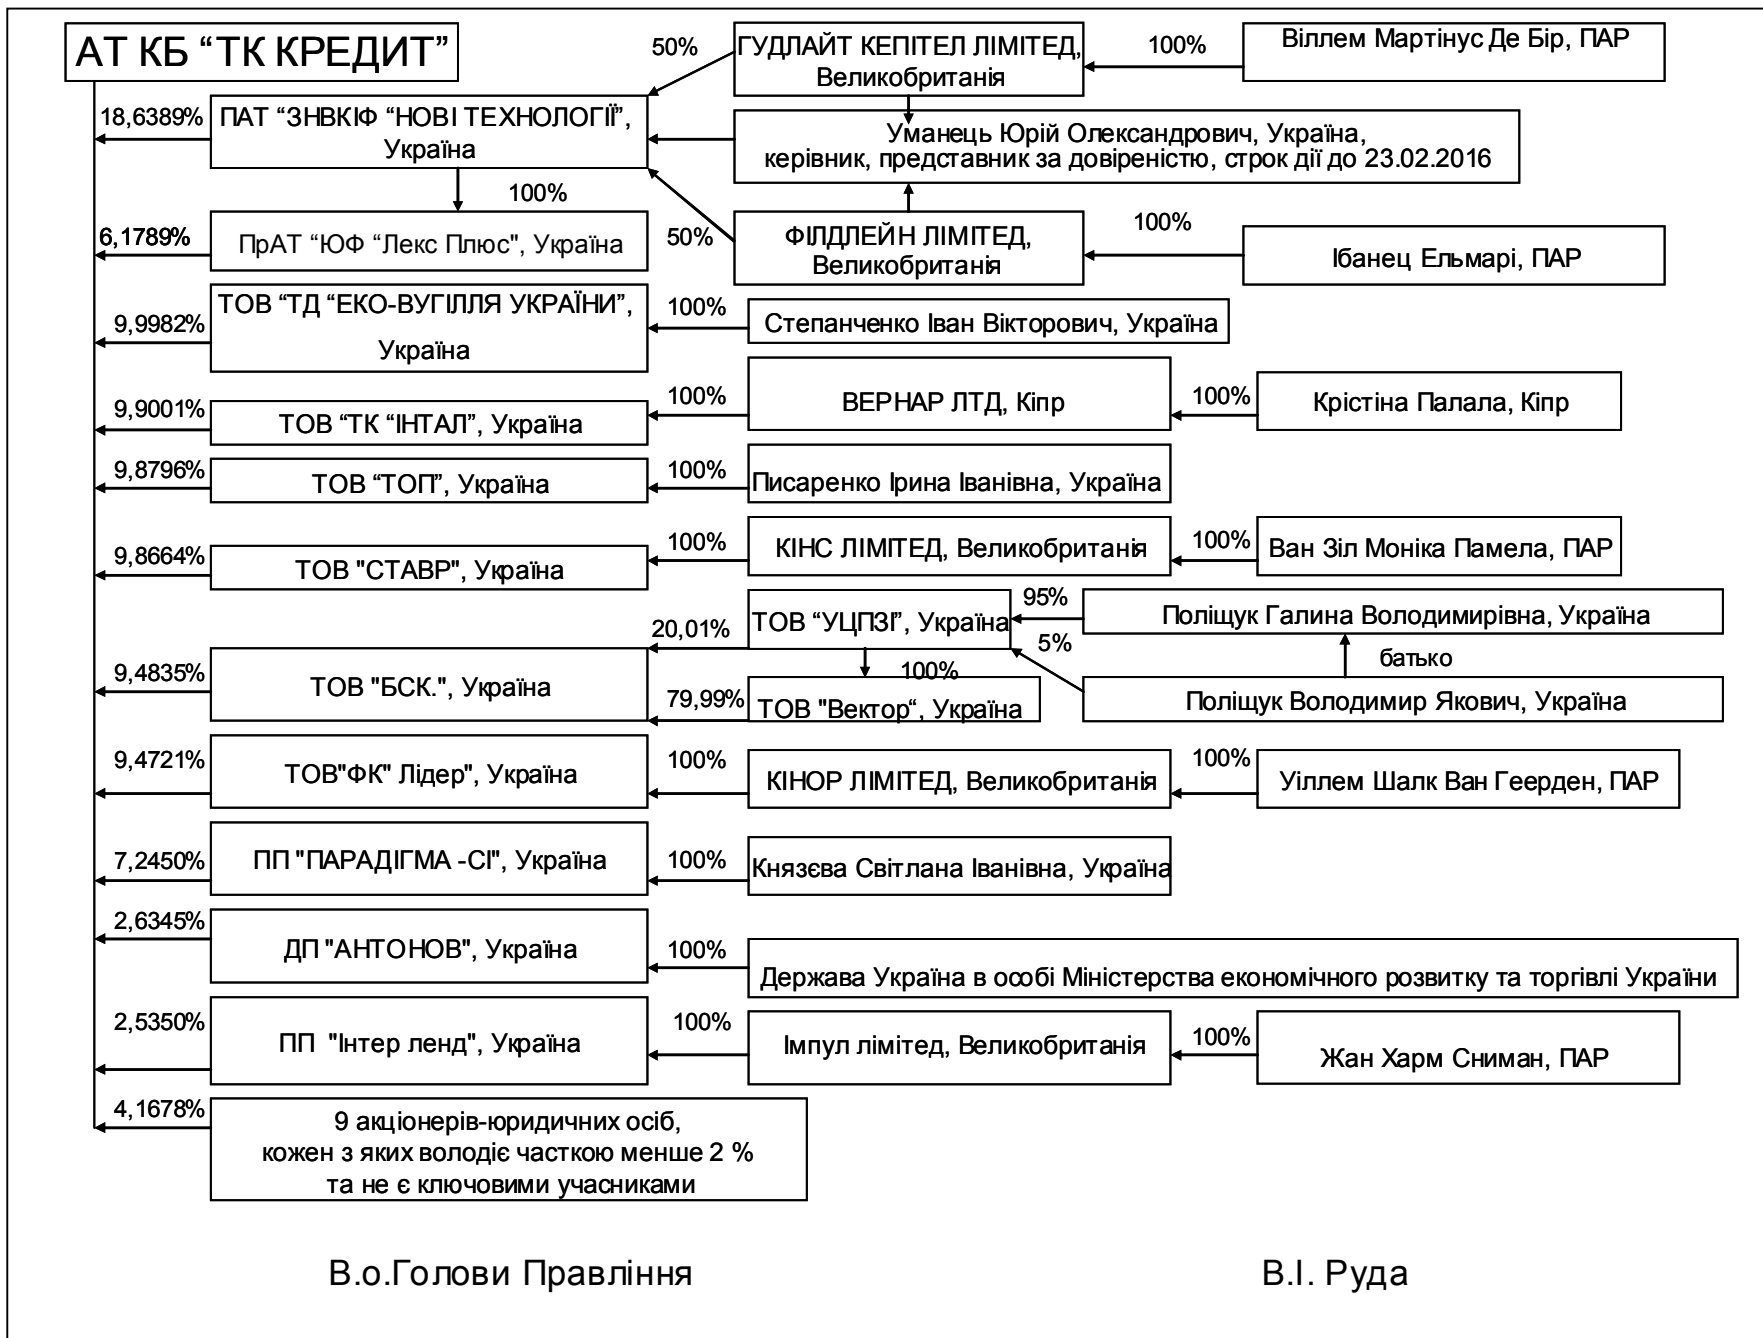 АТ КБ “ТК КРЕДИТ”
50%
ГУДЛАЙТ КЕПІТЕЛ ЛІМІТЕД,
Великобританія
100%
Віллем Мартінус Де Бір, ПАР
18,6389%
ПАТ “ЗНВКІФ “НОВІ ТЕХНОЛОГІЇ”,
Україна
Уманець Юрій Олександрович, Україна,
керівник, представник за довіреністю, строк дії до 23.02.2016
100%
6,1789%
ПрАТ “ЮФ “Лекс Плюс", Україна
50%
ФІЛДЛЕЙН ЛІМІТЕД,
Великобританія
100%
Ібанец Ельмарі, ПАР
9,9982%
ТОВ “ТД “ЕКО-ВУГІЛЛЯ УКРАЇНИ”,
Україна
100%
Степанченко Іван Вікторович, Україна
9,9001%
ТОВ “ТК “ІНТАЛ”, Україна
100%
ВЕРНАР ЛТД, Кіпр
100%
Крістіна Палала, Кіпр
9,8796%
ТОВ “ТОП”, Україна
100%
Писаренко Ірина Іванівна, Україна
9,8664%
ТОВ "СТАВР", Україна
100%
КІНС ЛІМІТЕД, Великобританія
100%
Ван Зіл Моніка Памела, ПАР
20,01%
ТОВ “УЦПЗІ”, Україна
95%
Поліщук Галина Володимирівна, Україна
5%
батько
9,4835%
ТОВ "БСК.", Україна
100%
79,99%
ТОВ "Вектор“, Україна
Поліщук Володимир Якович, Україна
9,4721%
ТОВ"ФК" Лідер", Україна
100%
КІНОР ЛІМІТЕД, Великобританія
100%
Уіллем Шалк Ван Геерден, ПАР
7,2450%
ПП "ПАРАДІГМА -СІ", Україна
100%
Князєва Світлана Іванівна, Україна
2,6345%
ДП "АНТОНОВ", Україна
100%
Держава Україна в особі Міністерства економічного розвитку та торгівлі України
2,5350%
ПП "Інтер ленд", Україна
100%
Імпул лімітед, Великобританія
100%
Жан Харм Сниман, ПАР
4,1678%
9 акціонерів-юридичних осіб,
кожен з яких володіє часткою менше 2 %
та не є ключовими учасниками
В.о.Голови Правління
В.І. Руда